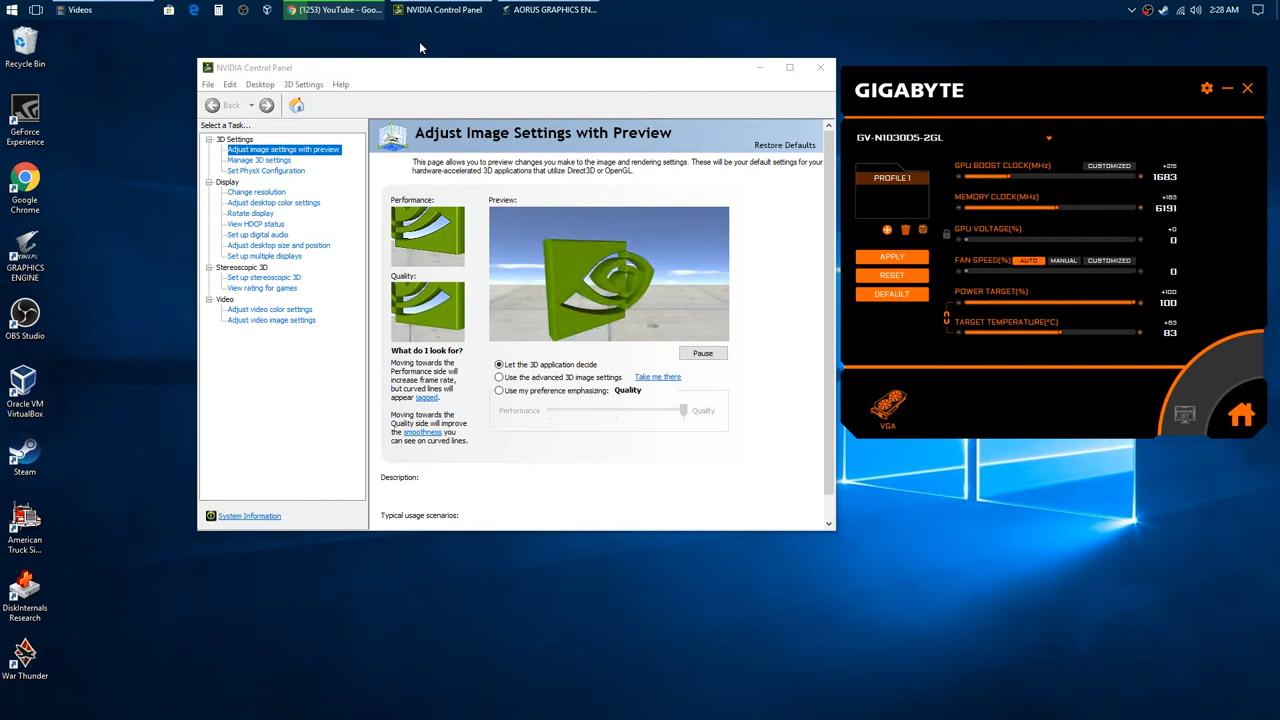 Videos
(1253) YouTube - Goo...
NVIDIA Control Panel
AORUS GRAPHICS EN...
2:28 AM
Recycle Bin
GeForce
Experience
Google
Chrome
GRAPHICS
ENGINE
OBS Studio
Oracle VM
VirtualBox
Steam
American
Truck Si...
DiskInternals
Research
War Thunder
NVIDIA Control Panel
File Edit Desktop 3D Settings Help
Back
Select a Task...
3D Settings
Adjust image settings with preview
Manage 3D settings
Set PhysX Configuration
Display
Change resolution
Adjust desktop color settings
Rotate display
View HDCP status
Set up digital audio
Adjust desktop size and position
Set up multiple displays
Stereoscopic 3D
Set up stereoscopic 3D
View rating for games
Video
Adjust video color settings
Adjust video image settings
System Information
Adjust Image Settings with Preview
Restore Defaults
This page allows you to preview changes you make to the image and rendering settings. These will be your default settings for your
hardware-accelerated 3D applications that utilize Direct3D or OpenGL.
Performance:
Preview:
Quality:
What do I look for?
Moving towards the
Performance side will
increase frame rate,
but curved lines will
appear jagged.
Moving towards the
Quality side will improve
the smoothness you
can see on curved lines.
Pause
Let the 3D application decide
Use the advanced 3D image settings Take me there
Use my preference emphasizing: Quality
Performance Quality
Description:
Typical usage scenarios:
GIGABYTE
GV-N1030D5-2GL
PROFILE 1
APPLY
RESET
DEFAULT
GPU BOOST CLOCK(MHz) CUSTOMIZED +215
1683
MEMORY CLOCK(MHz) +183
6191
GPU VOLTAGE(%) +0
0
FAN SPEED(%) AUTO MANUAL CUSTOMIZED
0
POWER TARGET(%) +100
100
TARGET TEMPERATURE(°C) +83
83
VGA